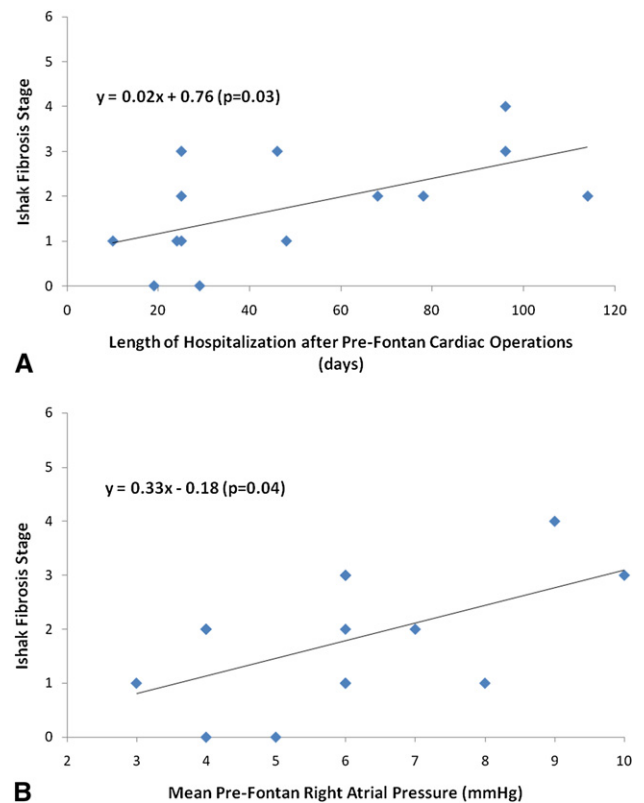 6
5
4
3
2
1
0
Ishak Fibrosis Stage
y = 0.02x + 0.76 (p=0.03)
0 20 40 60 80 100 120
Length of Hospitalization after Pre-Fontan Cardiac Operations
(days)
A
6
5
4
3
2
1
0
Ishak Fibrosis Stage
y = 0.33x - 0.18 (p=0.04)
2 3 4 5 6 7 8 9 10
Mean Pre-Fontan Right Atrial Pressure (mmHg)
B